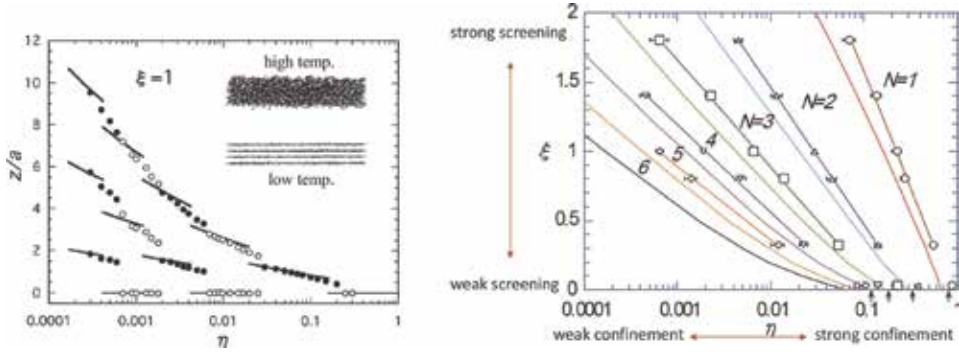 12
10
8
6
4
2
0
z/a
ξ =1
high temp.
low temp.
0.0001
0.001
0.01
0.1
1
η
strong screening
weak screening
2
1.5
1
0.5
0
ξ
N=1
N=2
N=3
4
5
6
0.0001
0.001
0.01
0.1
1
weak confinement
η
strong confinement